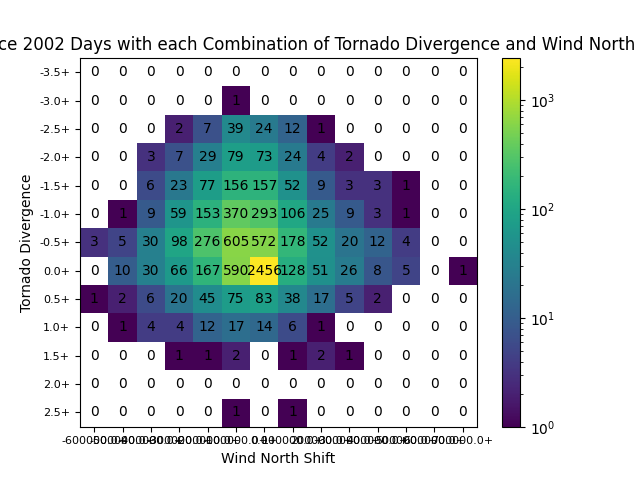 ce 2002 Days with each Combination of Tornado Divergence and Wind North
-3.5+ 0 0 0 0 0 0 0 0 0 0 0 0 0 0
-3.0+ 0 0 0 0 0 1 0 0 0 0 0 0 0 0
-2.5+ 0 0 0 2 7 39 24 12 1 0 0 0 0 0
-2.0+ 0 0 3 7 29 79 73 24 4 2 0 0 0 0
-1.5+ 0 0 6 23 77 156 157 52 9 3 3 1 0 0
-1.0+ 0 1 9 59 153 370 293 106 25 9 3 1 0 0
-0.5+ 3 5 30 98 276 605 572 178 52 20 12 4 0 0
0.0+ 0 10 30 66 167 590 2456 128 51 26 8 5 0 1
0.5+ 1 2 6 20 45 75 83 38 17 5 2 0 0 0
1.0+ 0 1 4 4 12 17 14 6 1 0 0 0 0 0
1.5+ 0 0 0 1 1 2 0 1 2 1 0 0 0 0
2.0+ 0 0 0 0 0 0 0 0 0 0 0 0 0 0
2.5+ 0 0 0 0 0 1 0 1 0 0 0 0 0 0
Tornado Divergence
Wind North Shift
10³
10²
10¹
10⁰